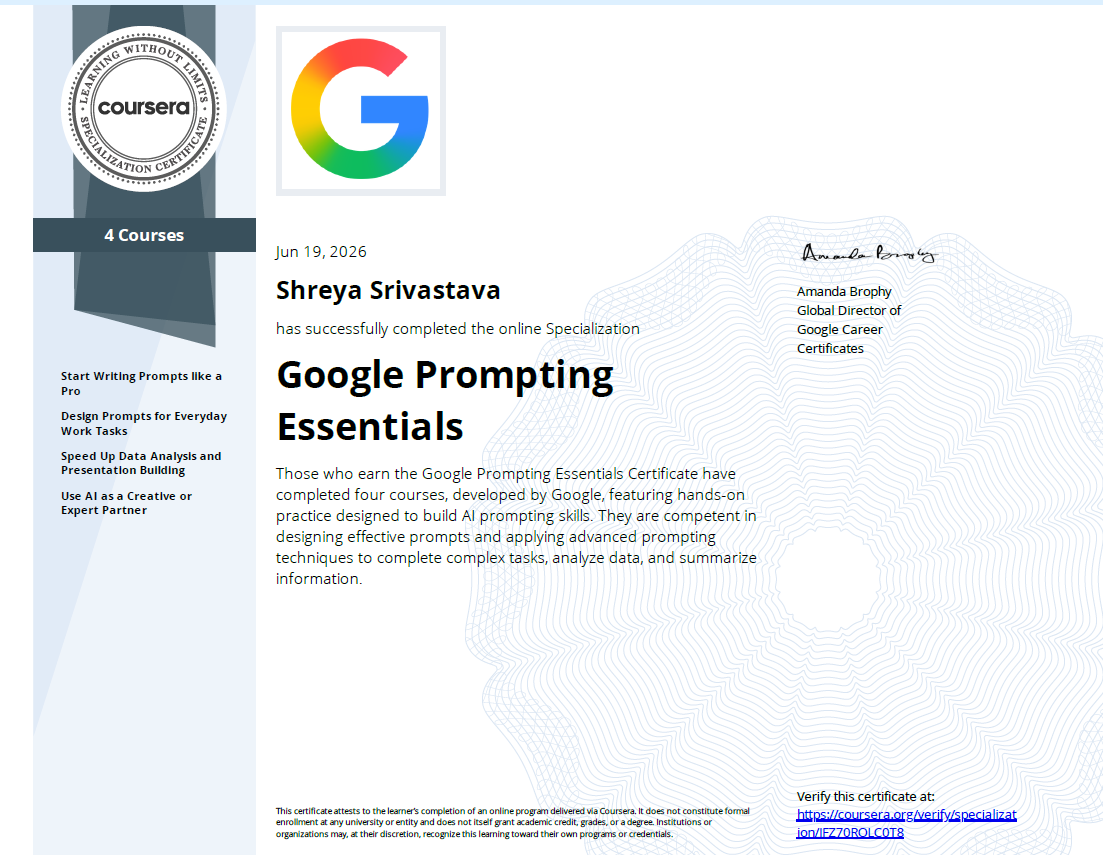 LEARNING WITHOUT LIMITS
coursera
SPECIALIZATION CERTIFICATE
4 Courses
Start Writing Prompts like a
Pro
Design Prompts for Everyday
Work Tasks
Speed Up Data Analysis and
Presentation Building
Use AI as a Creative or
Expert Partner
Jun 19, 2026
Shreya Srivastava
has successfully completed the online Specialization
Google Prompting
Essentials
Those who earn the Google Prompting Essentials Certificate have
completed four courses, developed by Google, featuring hands-on
practice designed to build AI prompting skills. They are competent in
designing effective prompts and applying advanced prompting
techniques to complete complex tasks, analyze data, and summarize
information.
Amanda Brophy
Amanda Brophy
Global Director of
Google Career
Certificates
This certificate attests to the learner's completion of an online program delivered via Coursera. It does not constitute formal
enrollment at any university or entity and does not itself grant academic credit, grades, or a degree. Institutions or
organizations may, at their discretion, recognize this learning toward their own programs or credentials.
Verify this certificate at:
https://coursera.org/verify/specializat
ion/IFZ70ROLC0T8